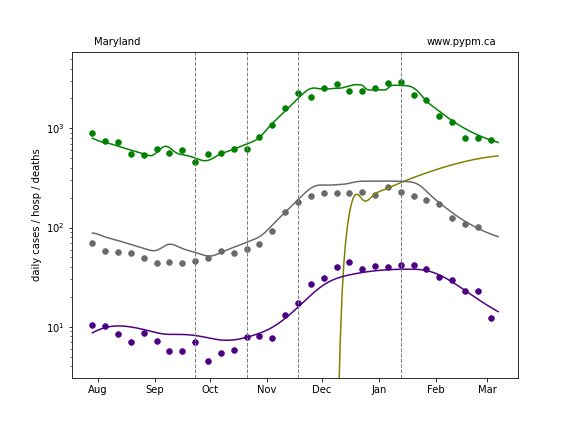 Maryland
www.pypm.ca
daily cases / hosp / deaths
10³
10²
10¹
Aug Sep Oct Nov Dec Jan Feb Mar